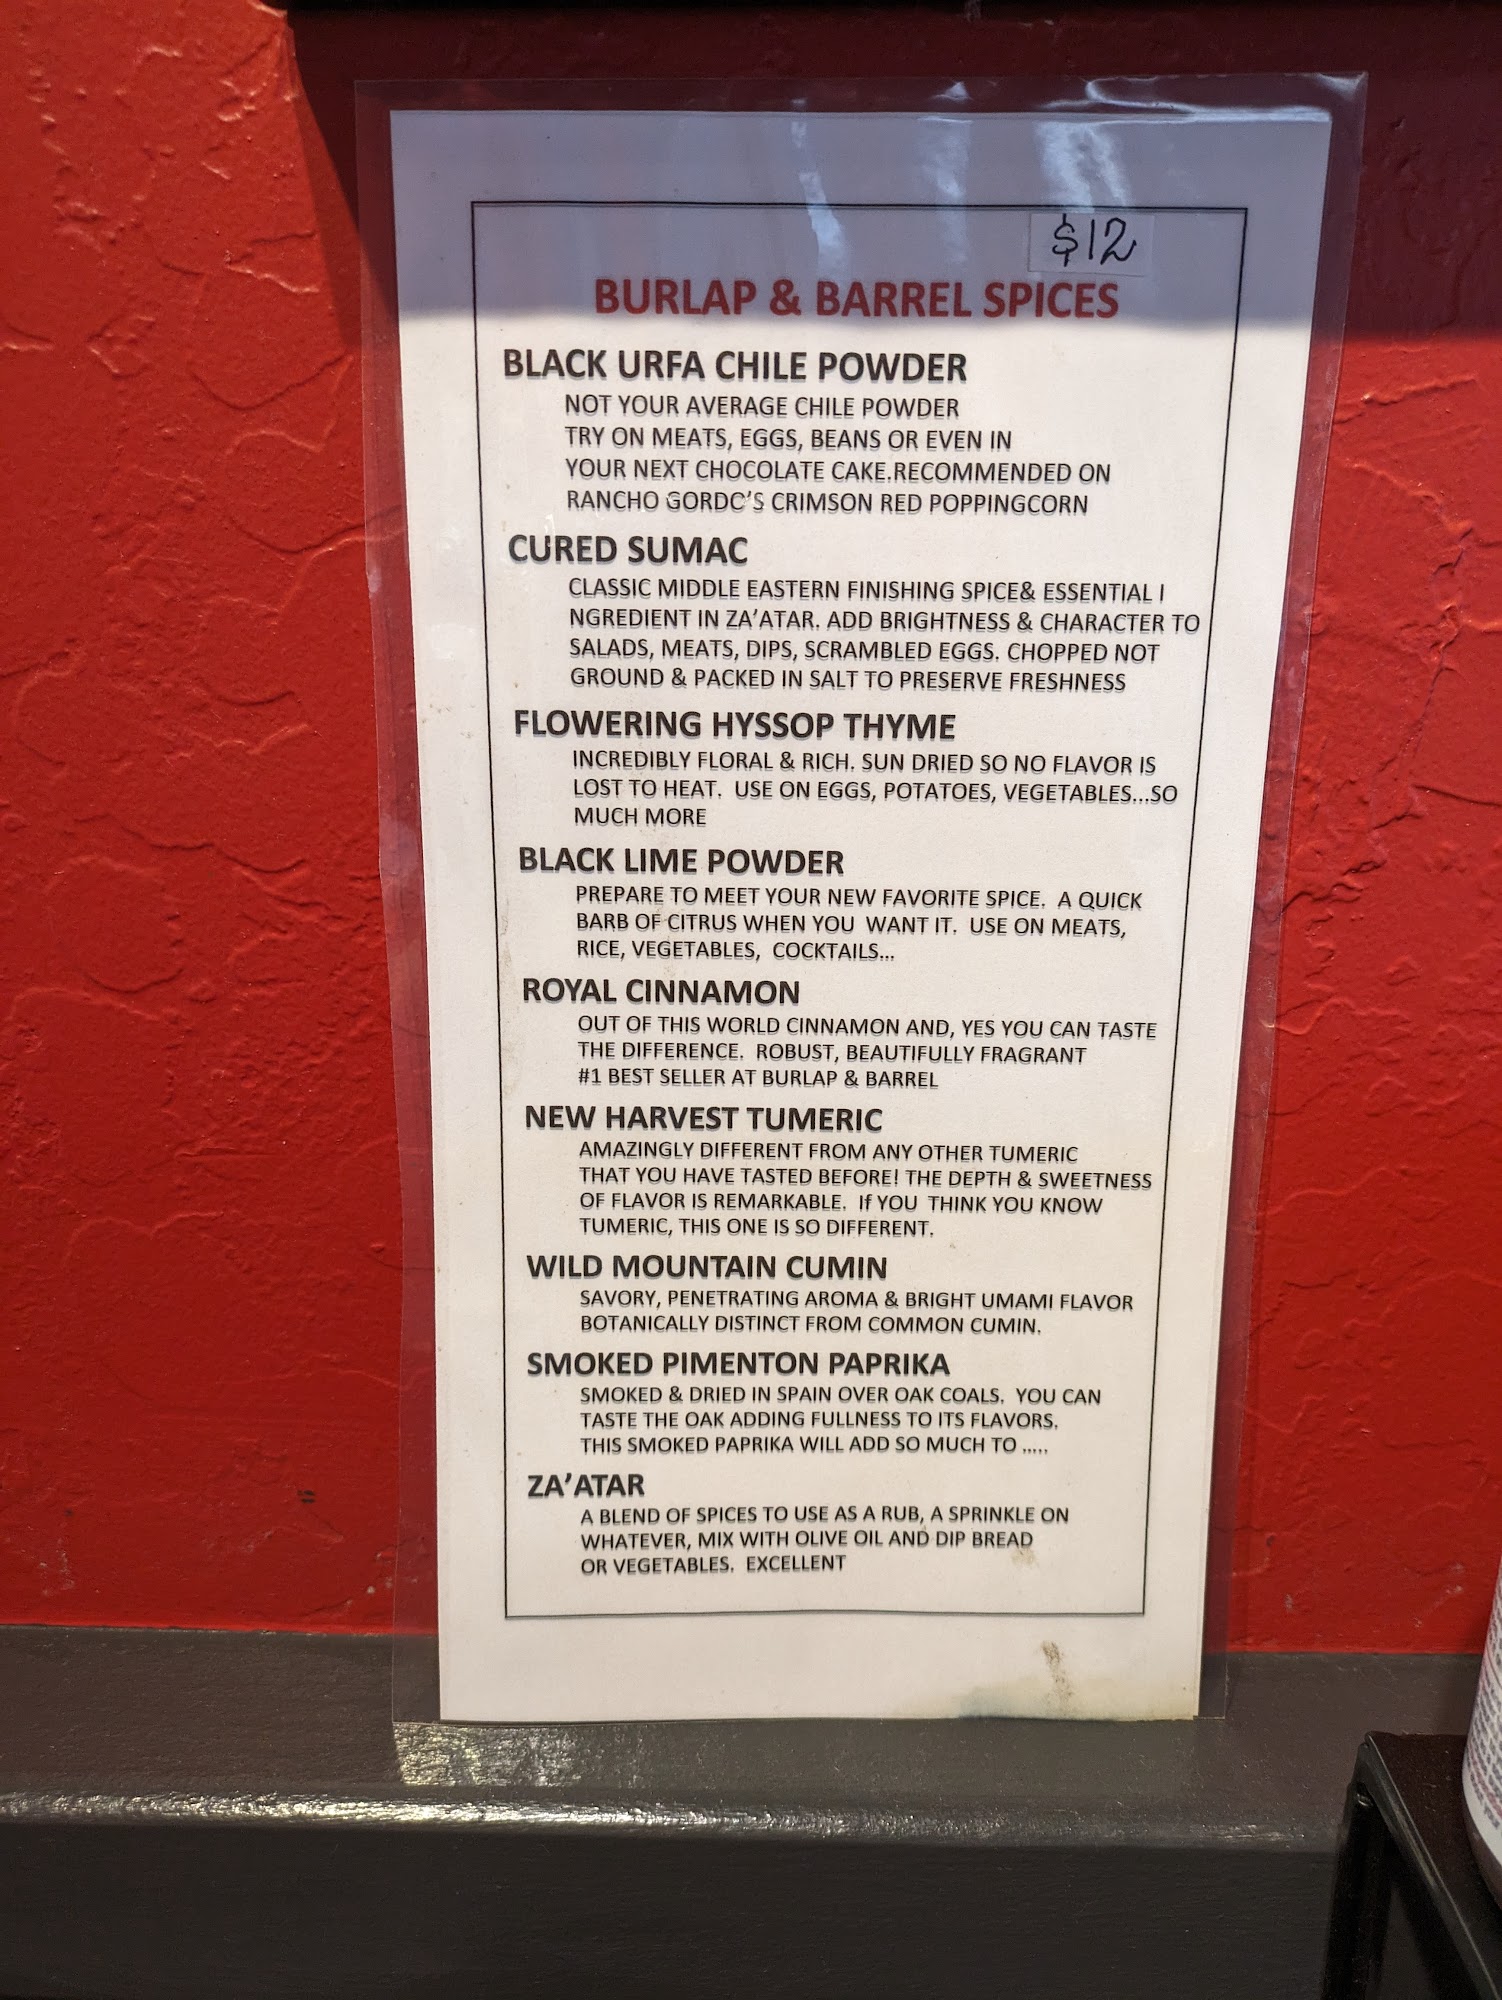 $12
BURLAP & BARREL SPICES
BLACK URFA CHILE POWDER
NOT YOUR AVERAGE CHILE POWDER
TRY ON MEATS, EGGS, BEANS OR EVEN IN
YOUR NEXT CHOCOLATE CAKE.RECOMMENDED ON
RANCHO GORDO'S CRIMSON RED POPPINGCORN
CURED SUMAC
CLASSIC MIDDLE EASTERN FINISHING SPICE& ESSENTIAL I
NGREDIENT IN ZA'ATAR. ADD BRIGHTNESS & CHARACTER TO
SALADS, MEATS, DIPS, SCRAMBLED EGGS. CHOPPED NOT
GROUND & PACKED IN SALT TO PRESERVE FRESHNESS
FLOWERING HYSSOP THYME
INCREDIBLY FLORAL & RICH. SUN DRIED SO NO FLAVOR IS
LOST TO HEAT. USE ON EGGS, POTATOES, VEGETABLES...SO
MUCH MORE
BLACK LIME POWDER
PREPARE TO MEET YOUR NEW FAVORITE SPICE. A QUICK
BARB OF CITRUS WHEN YOU WANT IT. USE ON MEATS,
RICE, VEGETABLES, COCKTAILS...
ROYAL CINNAMON
OUT OF THIS WORLD CINNAMON AND, YES YOU CAN TASTE
THE DIFFERENCE. ROBUST, BEAUTIFULLY FRAGRANT
#1 BEST SELLER AT BURLAP & BARREL
NEW HARVEST TUMERIC
AMAZINGLY DIFFERENT FROM ANY OTHER TUMERIC
THAT YOU HAVE TASTED BEFORE! THE DEPTH & SWEETNESS
OF FLAVOR IS REMARKABLE. If YOU THINK YOU KNOW
TUMERIC, THIS ONE IS SO DIFFERENT.
WILD MOUNTAIN CUMIN
SAVORY, PENETRATING AROMA & BRIGHT UMAMI FLAVOR
BOTANICALLY DISTINCT FROM COMMON CUMIN.
SMOKED PIMENTON PAPRIKA
SMOKED & DRIED IN SPAIN OVER OAK COALS. YOU CAN
TASTE THE OAK ADDING FULLNESS TO ITS FLAVORS.
THIS SMOKED PAPRIKA WILL ADD SO MUCH TO .....
ZA'ATAR
A BLEND OF SPICES TO USE AS A RUB, A SPRINKLE ON
WHATEVER, MIX WITH OLIVE OIL AND DIP BREAD
OR VEGETABLES. EXCELLENT